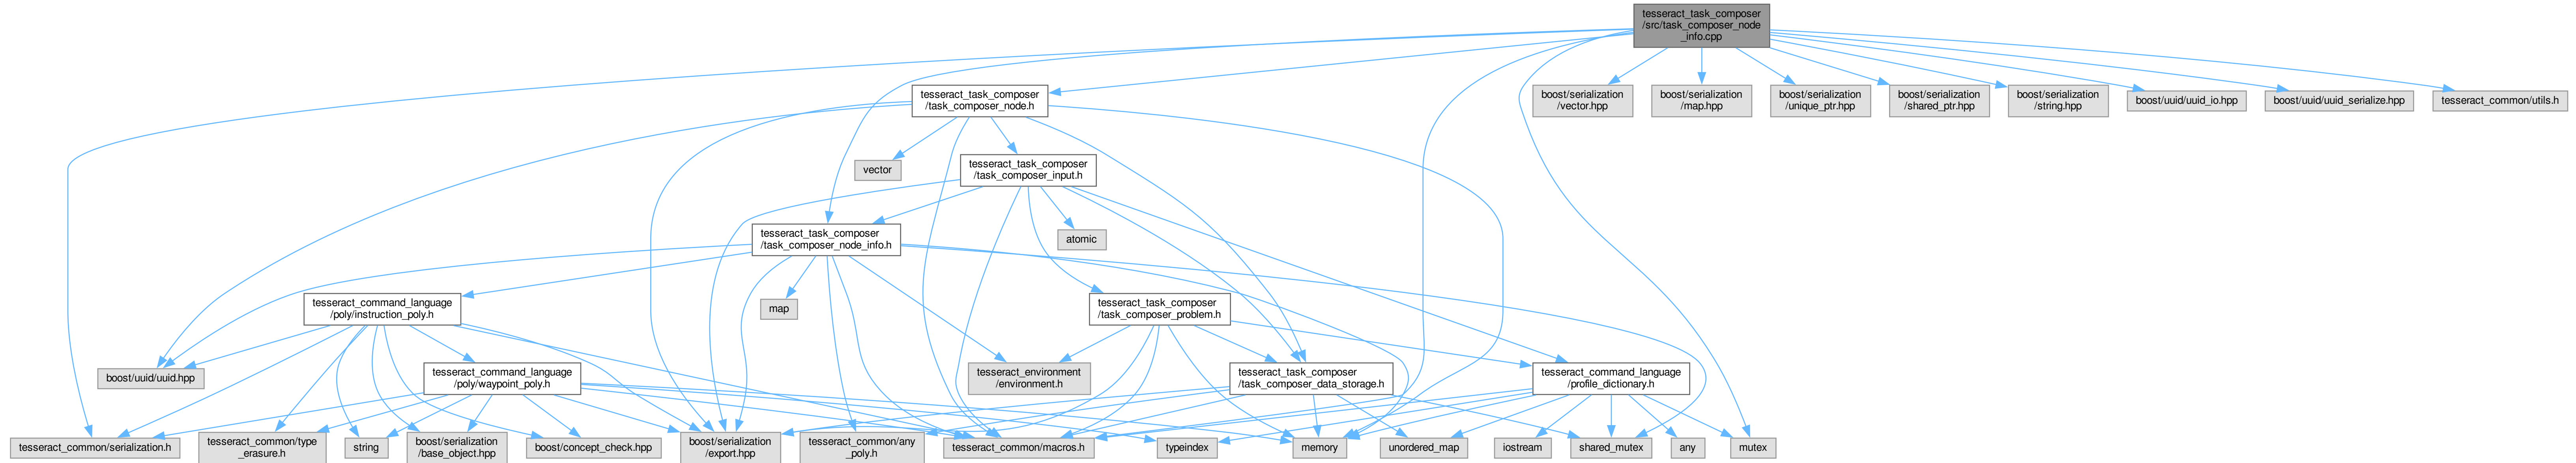 tesseract_task_composer
/src/task_composer_node
_info.cpp
tesseract_task_composer
/task_composer_node.h
boost/serialization
/vector.hpp
boost/serialization
/map.hpp
boost/serialization
/unique_ptr.hpp
boost/serialization
/shared_ptr.hpp
boost/serialization
/string.hpp
boost/uuid/uuid_io.hpp
boost/uuid/uuid_serialize.hpp
tesseract_common/utils.h
vector
tesseract_task_composer
/task_composer_input.h
tesseract_task_composer
/task_composer_node_info.h
atomic
tesseract_command_language
/poly/instruction_poly.h
map
tesseract_task_composer
/task_composer_problem.h
boost/uuid/uuid.hpp
tesseract_command_language
/poly/waypoint_poly.h
tesseract_environment
/environment.h
tesseract_task_composer
/task_composer_data_storage.h
tesseract_command_language
/profile_dictionary.h
tesseract_common/serialization.h
tesseract_common/type
_erasure.h
string
boost/serialization
/base_object.hpp
boost/concept_check.hpp
boost/serialization
/export.hpp
tesseract_common/any
_poly.h
tesseract_common/macros.h
typeindex
memory
unordered_map
iostream
shared_mutex
any
mutex